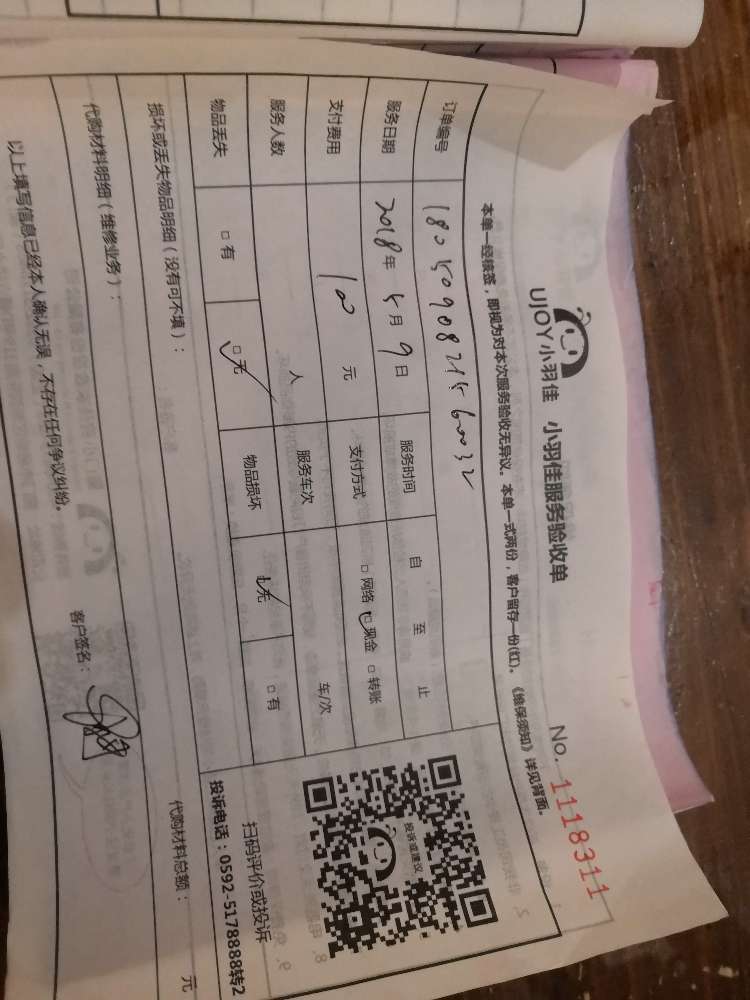 UJOY小羽佳 小羽佳服务验收单
No. 1118311
本单一经核签，即视为对本次服务验收无异议。本单一式两份，客户留存一份(红)。《维保须知》详见背面。
订单编号
服务日期 2018年5月9日 服务时间 自 至 止
支付费用 100 元 支付方式 □网络 □现金 □转账
服务人数 人 服务车次 车/次
物品丢失 □有 □无 物品损坏 □无 □有
投诉或建议
扫码评价或投诉
投诉电话：0592-5178888转2
损坏或丢失物品明细（没有可不填）：
代购材料明细（维修业务）： 代购材料总额： 元
以上填写信息已经本人确认无误，不存在任何争议纠纷。 客户签名：